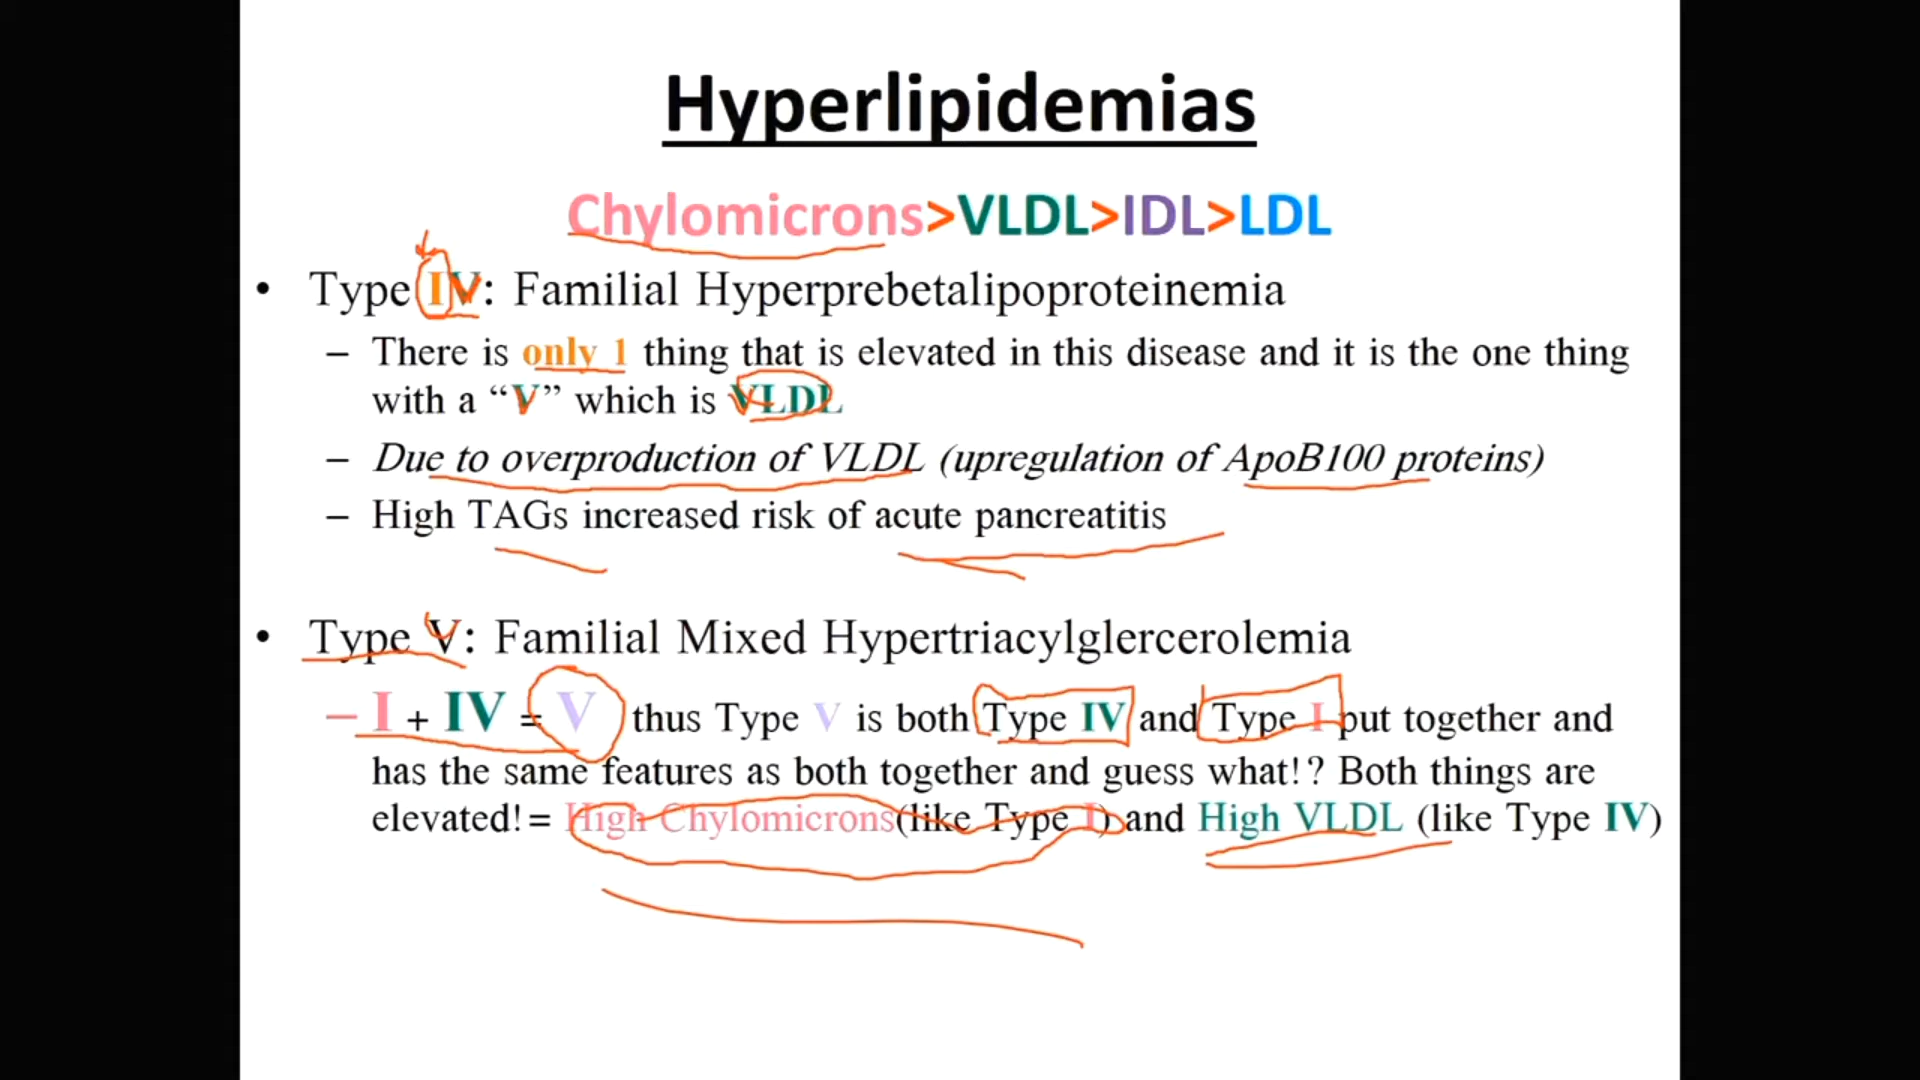 Hyperlipidemias
Chylomicrons>VLDL>IDL>LDL
• Type IV: Familial Hyperprebetalipoproteinemia
– There is only 1 thing that is elevated in this disease and it is the one thing
with a “V” which is VLDL
– Due to overproduction of VLDL (upregulation of ApoB100 proteins)
– High TAGs increased risk of acute pancreatitis
• Type V: Familial Mixed Hypertriacylglercerolemia
– I + IV = V thus Type V is both Type IV and Type I put together and
has the same features as both together and guess what!? Both things are
elevated!= High Chylomicrons(like Type I) and High VLDL (like Type IV)